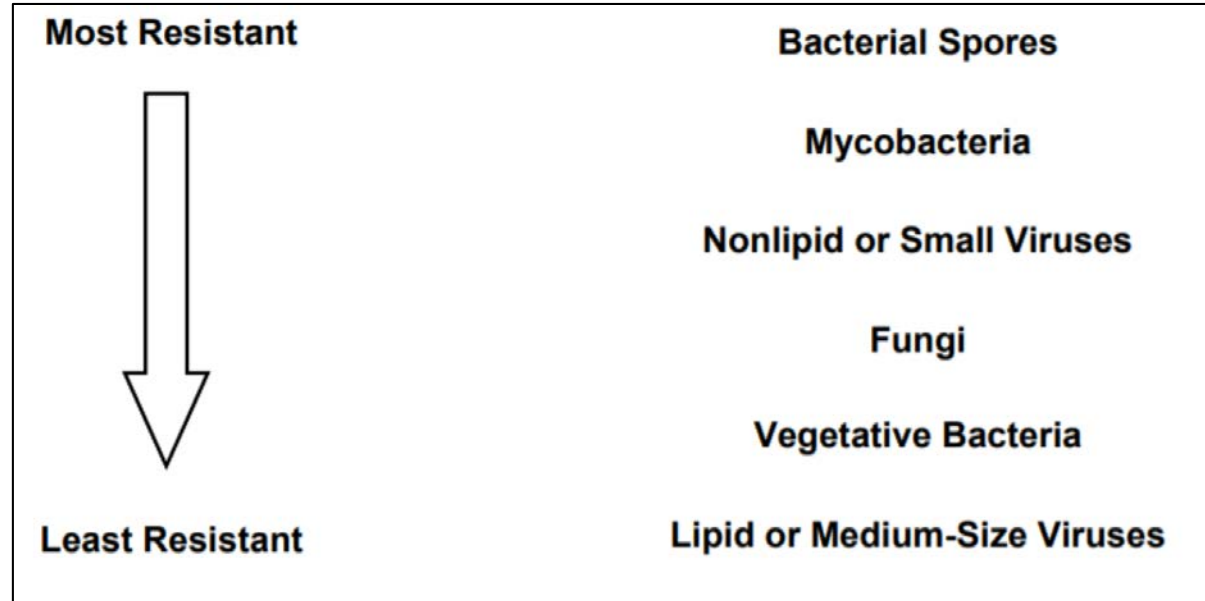 Most Resistant
Bacterial Spores
Mycobacteria
Nonlipid or Small Viruses
Fungi
Vegetative Bacteria
Least Resistant
Lipid or Medium-Size Viruses